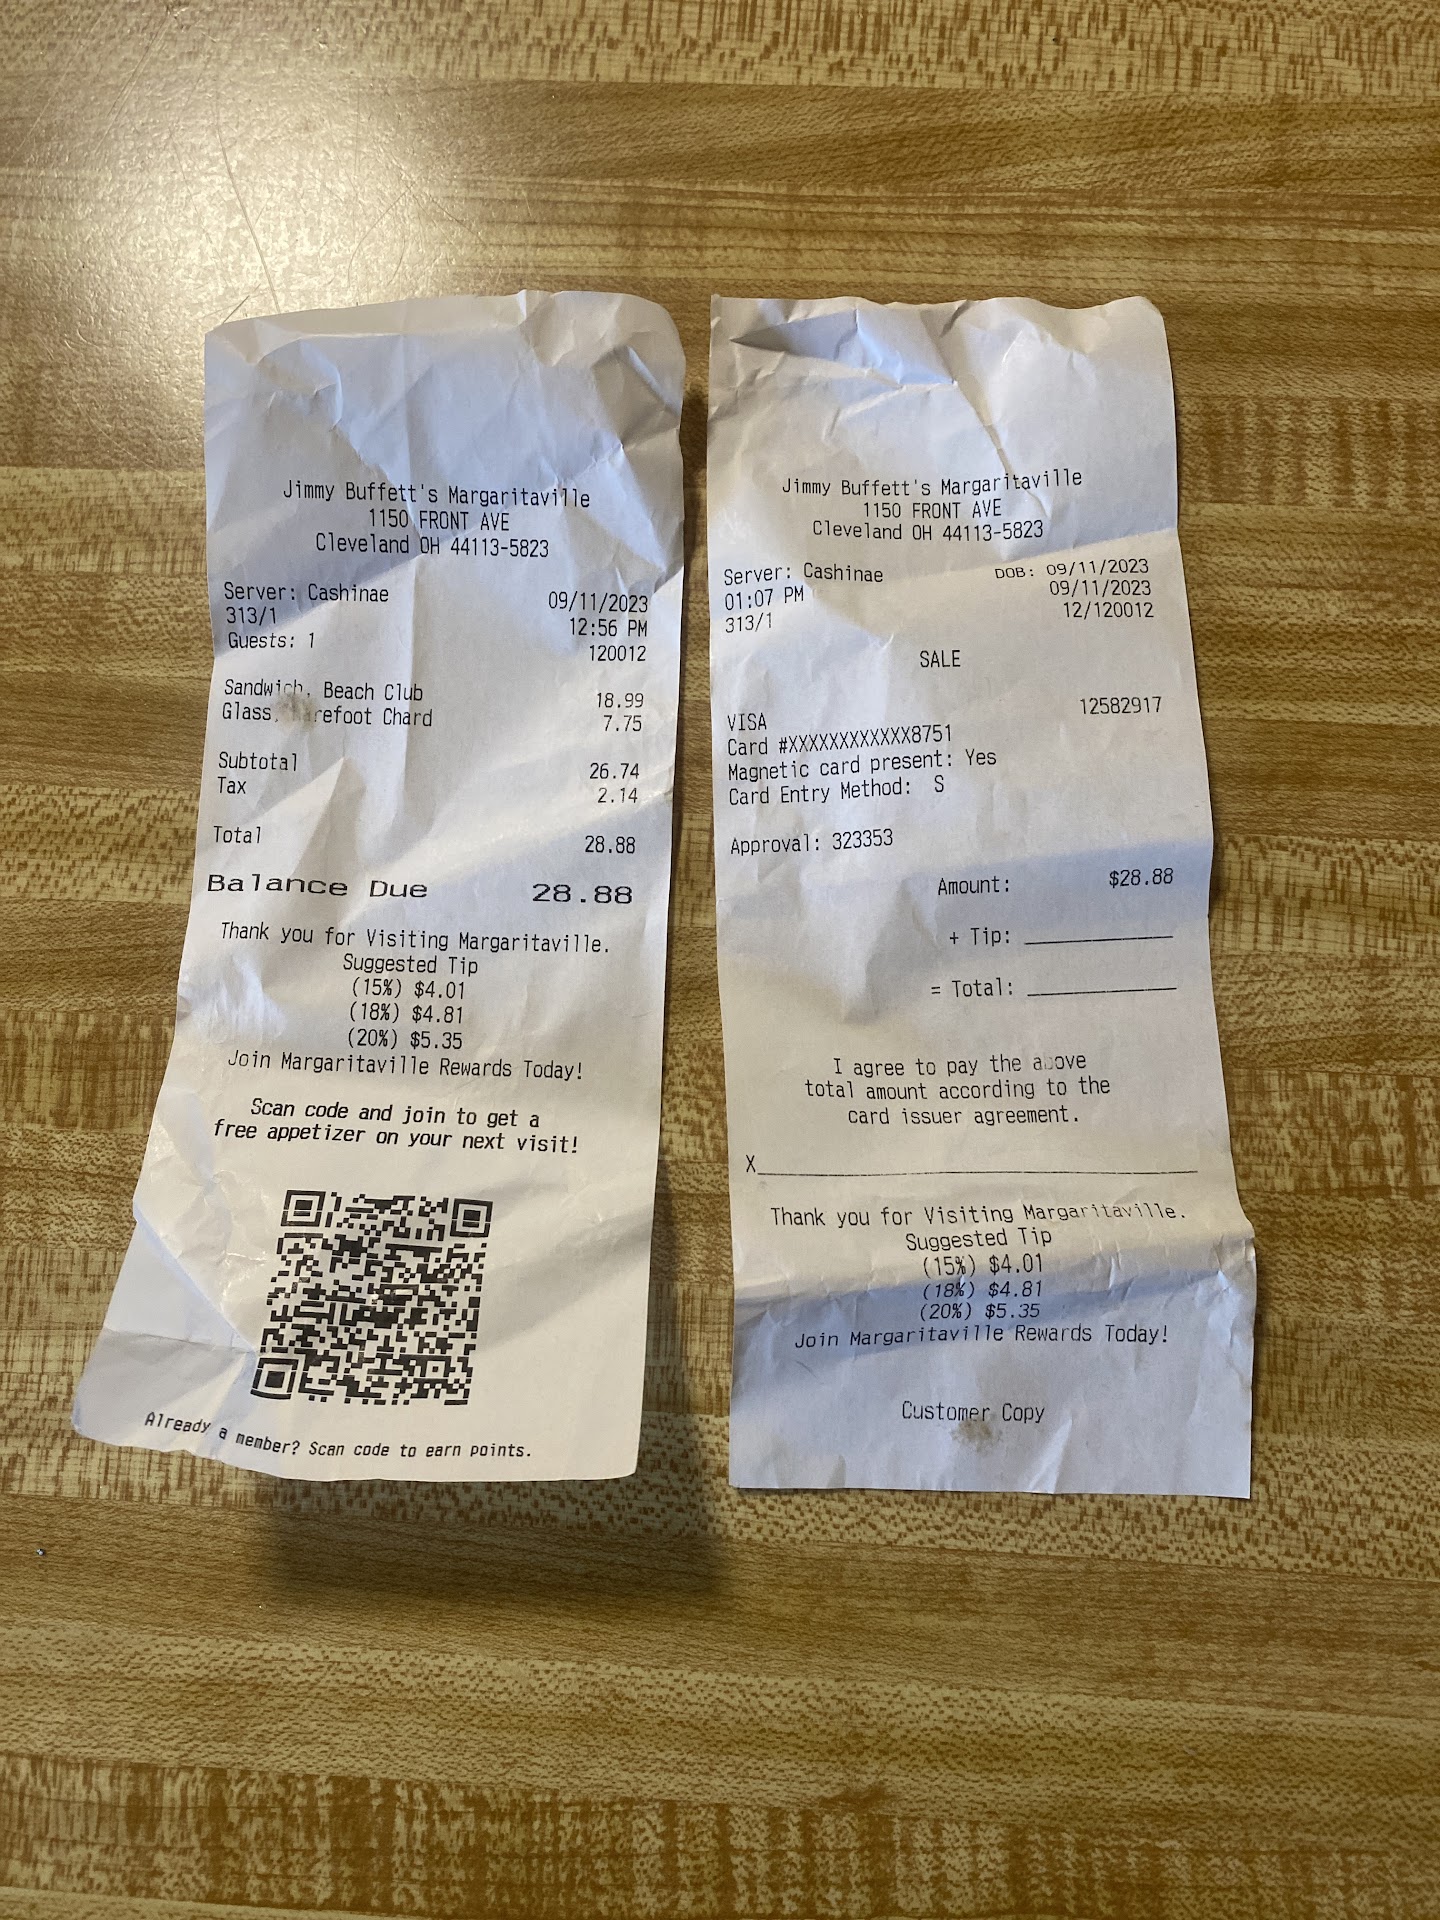 Jimmy Buffett's Margaritaville
1150 FRONT AVE
Cleveland OH 44113-5823
Server: Cashinae 09/11/2023
313/1 12:56 PM
Guests: 1 120012
Sandwich, Beach Club 18.99
Glass, refoot Chard 7.75
Subtotal 26.74
Tax 2.14
Total 28.88
Balance Due 28.88
Thank you for Visiting Margaritaville.
Suggested Tip
(15%) $4.01
(18%) $4.81
(20%) $5.35
Join Margaritaville Rewards Today!
Scan code and join to get a
free appetizer on your next visit!
Already a member? Scan code to earn points.
Jimmy Buffett's Margaritaville
1150 FRONT AVE
Cleveland OH 44113-5823
Server: Cashinae DOB: 09/11/2023
01:07 PM 09/11/2023
313/1 12/120012
SALE
VISA 12582917
Card #XXXXXXXXXXXX8751
Magnetic card present: Yes
Card Entry Method: S
Approval: 323353
Amount: $28.88
+ Tip:
= Total:
I agree to pay the above
total amount according to the
card issuer agreement.
X
Thank you for Visiting Margaritaville.
Suggested Tip
(15%) $4.01
(18%) $4.81
(20%) $5.35
Join Margaritaville Rewards Today!
Customer Copy